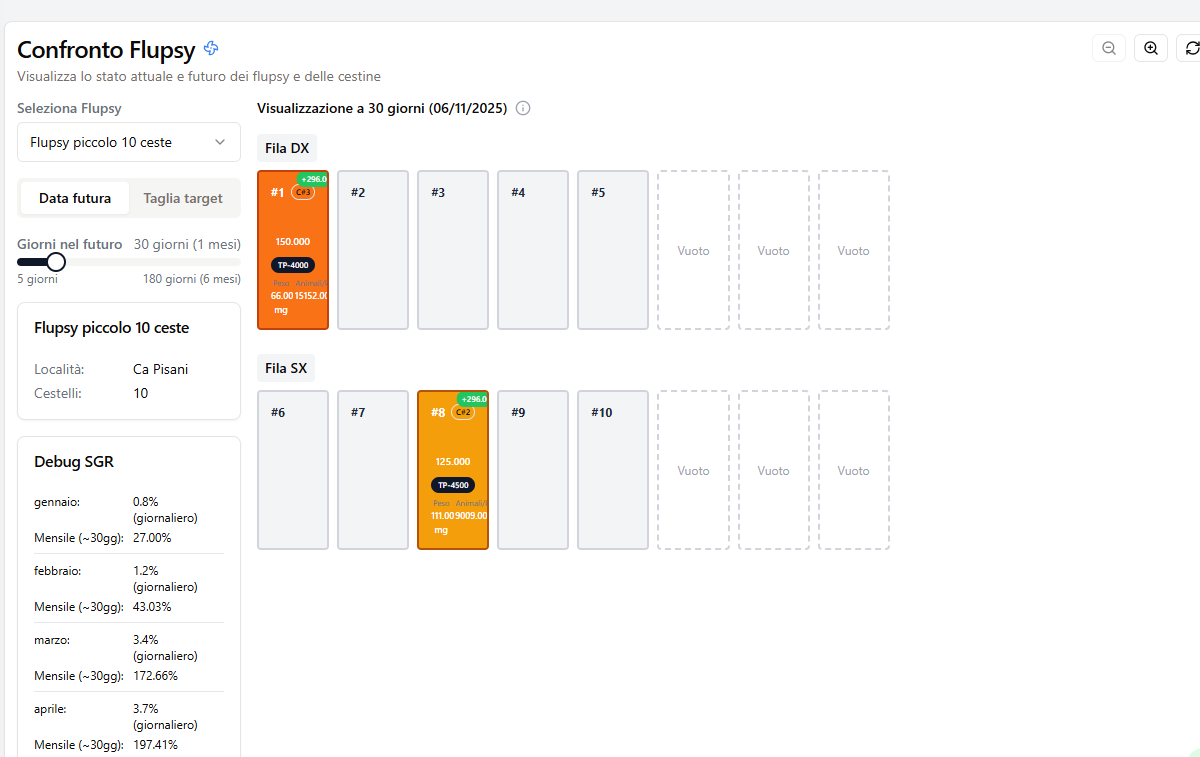 Confronto Flupsy
Visualizza lo stato attuale e futuro dei flupsy e delle cestine
Seleziona Flupsy
Flupsy piccolo 10 ceste
Data futura
Taglia target
Giorni nel futuro
30 giorni (1 mesi)
5 giorni
180 giorni (6 mesi)
Flupsy piccolo 10 ceste
Località:
Ca Pisani
Cestelli:
10
Debug SGR
gennaio:
0.8%
(giornaliero)
Mensile (~30gg):
27.00%
febbraio:
1.2%
(giornaliero)
Mensile (~30gg):
43.03%
marzo:
3.4%
(giornaliero)
Mensile (~30gg):
172.66%
aprile:
3.7%
(giornaliero)
Mensile (~30gg):
197.41%
Visualizzazione a 30 giorni (06/11/2025)
Fila DX
+296.0
#1
C#3
150.000
TP-4000
Peso
Animali/
66.00
15152.00
mg
#2
#3
#4
#5
Vuoto
Vuoto
Vuoto
Fila SX
#6
#7
+296.0
#8
C#2
125.000
TP-4500
Peso
Animali/
111.00
9009.00
mg
#9
#10
Vuoto
Vuoto
Vuoto